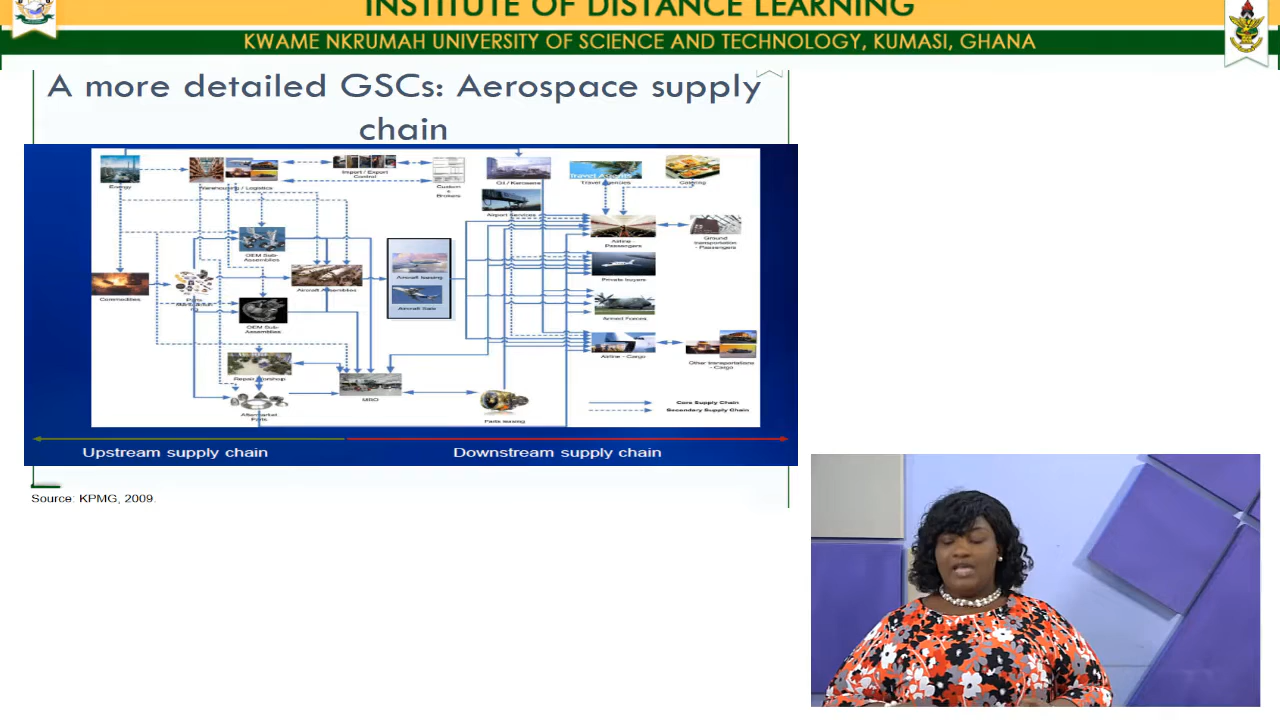 INSTITUTE OF DISTANCE LEARNING
KWAME NKRUMAH UNIVERSITY OF SCIENCE AND TECHNOLOGY, KUMASI, GHANA
A more detailed GSCs: Aerospace supply
chain
Energy
Warehousing / Logistics
Import / Export
Control
Custom
Brokers
Oil / Kerosene
Travel Agencies
Catering
Airport Services
OEM Sub-
Assemblies
Airline -
Passengers
Ground
transportation
- Passengers
Commodities
Parts
Aircraft Assemblies
Aircraft leasing
Private buyers
Aircraft Sale
OEM Sub-
Assemblies
Armed Forces
Airline - Cargo
Other transportations
- Cargo
Repair Workshop
MRO
Aftermarket
Parts
Parts leasing
Core Supply Chain
Secondary Supply Chain
Upstream supply chain
Downstream supply chain
Source: KPMG, 2009.